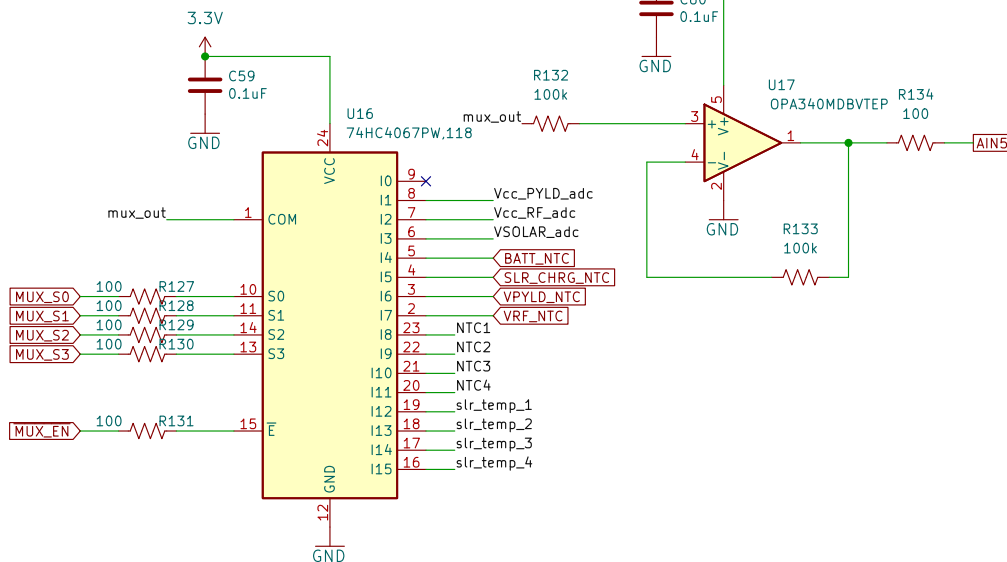 3.3V
C59
0.1uF
GND
U16
74HC4067PW,118
24
VCC
mux_out
1
COM
I0
9
I1
8
Vcc_PYLD_adc
I2
7
Vcc_RF_adc
I3
6
VSOLAR_adc
I4
5
BATT_NTC
I5
4
SLR_CHRG_NTC
I6
3
VPYLD_NTC
I7
2
VRF_NTC
I8
23
NTC1
I9
22
NTC2
I10
21
NTC3
I11
20
NTC4
I12
19
slr_temp_1
I13
18
slr_temp_2
I14
17
slr_temp_3
I15
16
slr_temp_4
MUX_S0
100
R127
10
S0
MUX_S1
100
R128
11
S1
MUX_S2
100
R129
14
S2
MUX_S3
100
R130
13
S3
MUX_EN
100
R131
15
E
GND
12
GND
0.1uF
GND
R132
100k
mux_out
U17
OPA340MDBVTEP
3
+
4
-
5
V+
V-
2
1
GND
R133
100k
R134
100
AIN5